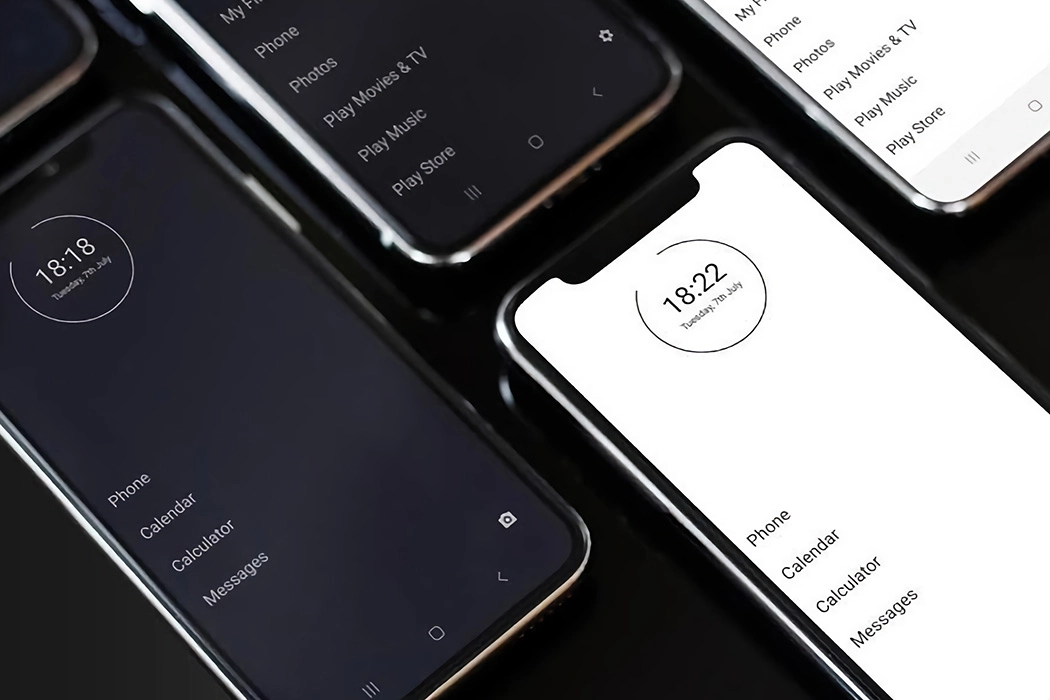 My Fi
Phone
Photos
Play Movies & TV
Play Music
Play Store
My Fi
Phone
Photos
Play Movies & TV
Play Music
Play Store
18:18
Tuesday, 7th July
Phone
Calendar
Calculator
Messages
18:22
Tuesday, 7th July
Phone
Calendar
Calculator
Messages